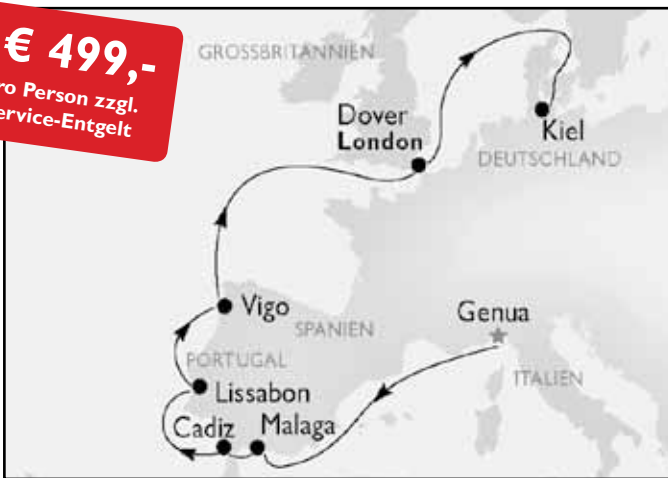 € 499,-
ro Person zzgl.
ervice-Entgelt
GROSSBRITANNIEN
Dover
London
Kiel
DEUTSCHLAND
Vigo
SPANIEN
Genua
ITALIEN
PORTUGAL
Lissabon
Cadiz
Malaga